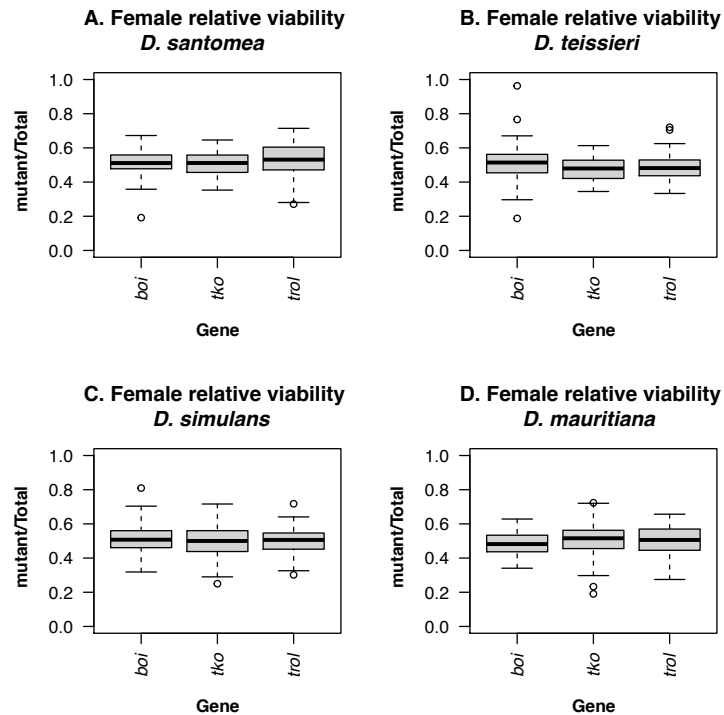 A. Female relative viability
D. santomea
mutant/Total
1.0
0.8
0.6
0.4
0.2
0.0
boi
tko
trol
Gene
B. Female relative viability
D. teissieri
mutant/Total
1.0
0.8
0.6
0.4
0.2
0.0
boi
tko
trol
Gene
C. Female relative viability
D. simulans
mutant/Total
1.0
0.8
0.6
0.4
0.2
0.0
boi
tko
trol
Gene
D. Female relative viability
D. mauritiana
mutant/Total
1.0
0.8
0.6
0.4
0.2
0.0
boi
tko
trol
Gene